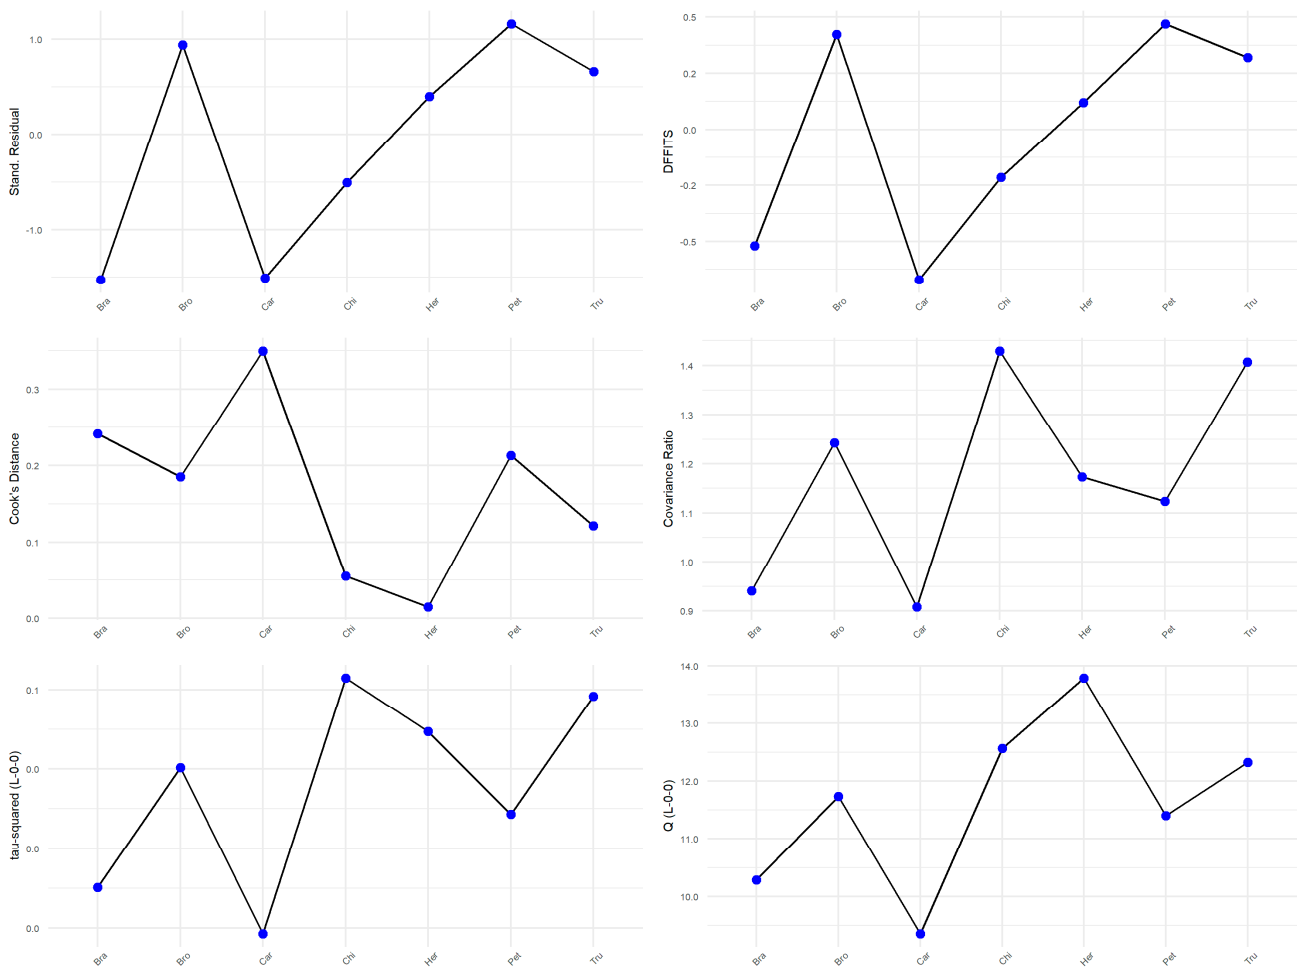 Stand. Residual
1.0
0.0
-1.0
Bra Bro Car Chi Her Pet Tru
DFFITS
0.5
0.2
0.0
-0.2
-0.5
Bra Bro Car Chi Her Pet Tru
Cook's Distance
0.3
0.2
0.1
0.0
Bra Bro Car Chi Her Pet Tru
Covariance Ratio
1.4
1.3
1.2
1.1
1.0
0.9
Bra Bro Car Chi Her Pet Tru
tau-squared (L-0-0)
0.1
0.0
0.0
0.0
Bra Bro Car Chi Her Pet Tru
Q (L-0-0)
14.0
13.0
12.0
11.0
10.0
Bra Bro Car Chi Her Pet Tru